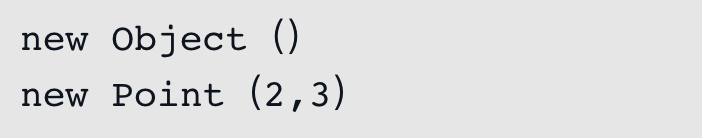 new Object ()
new Point (2,3)